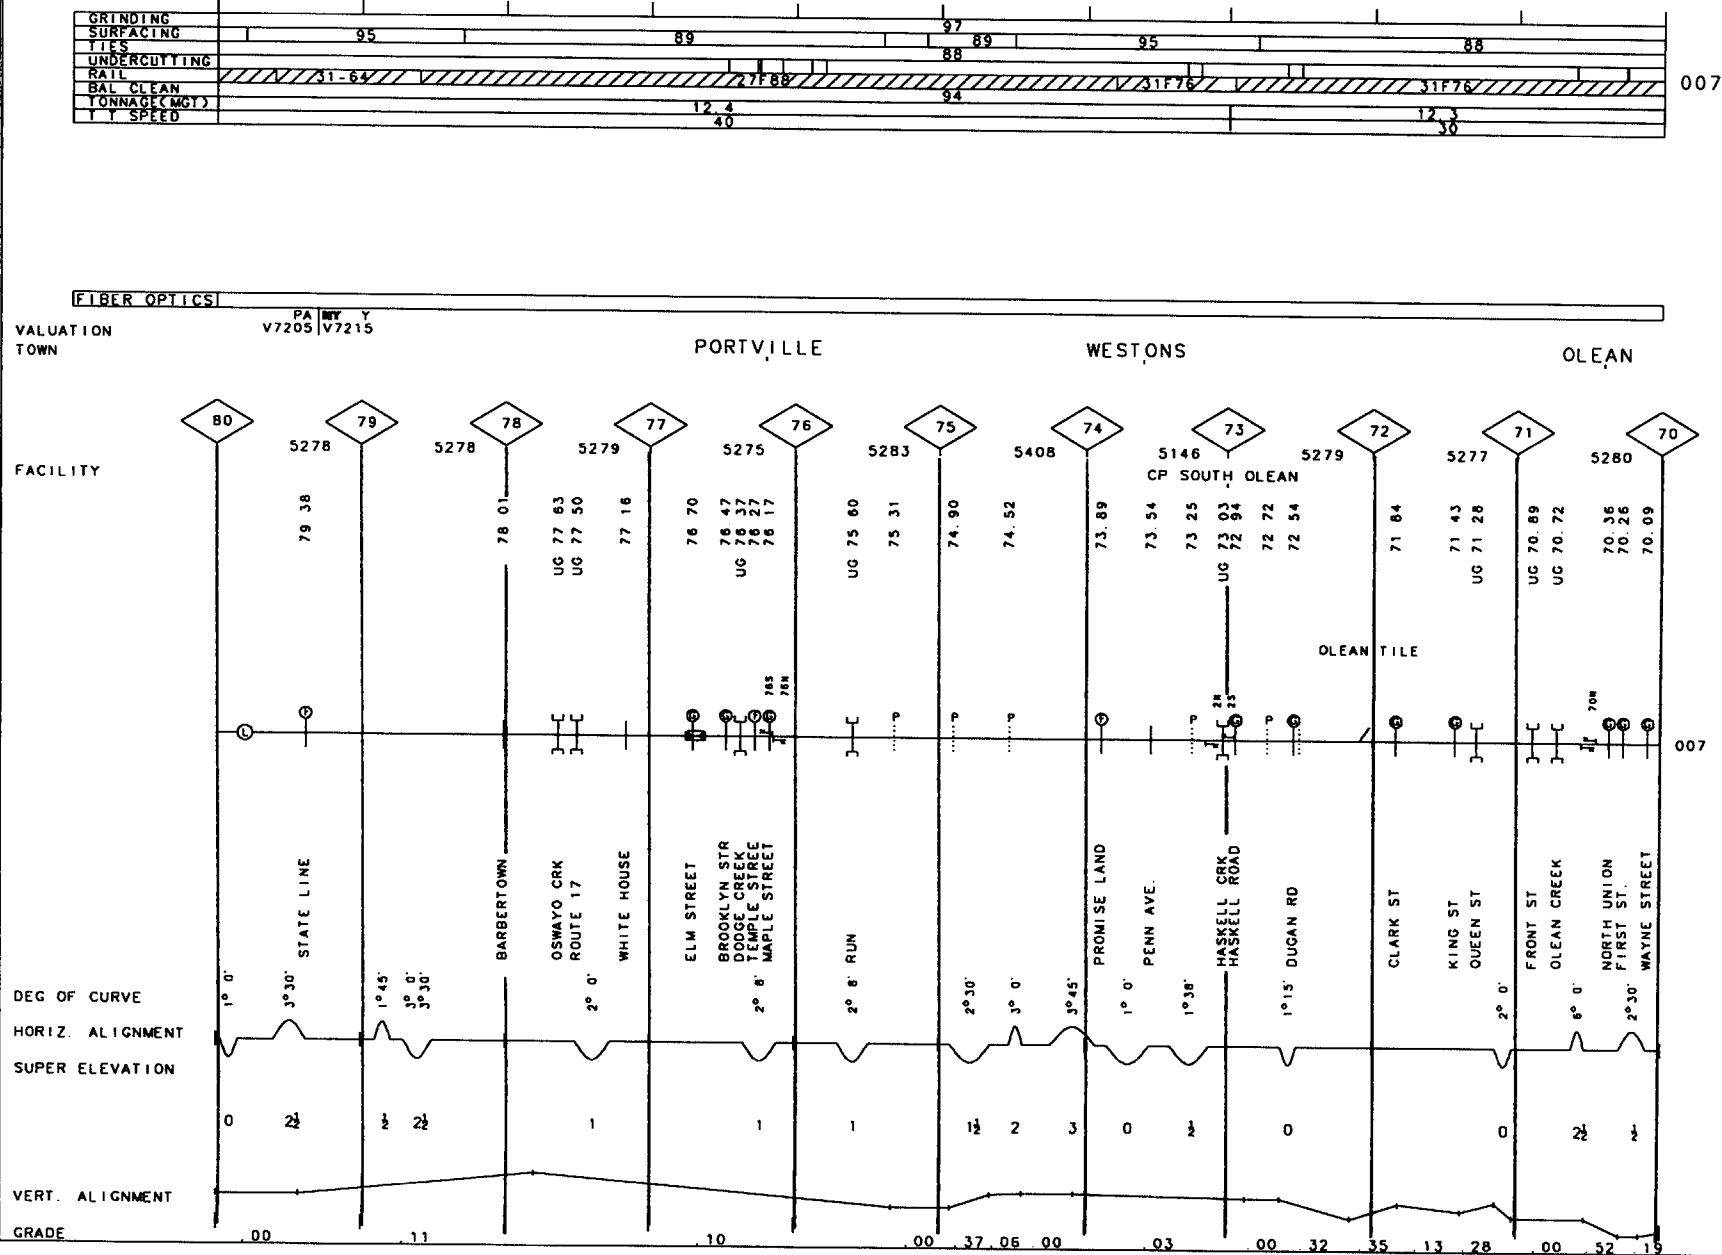 GRINDING 97
SURFACING 95 89 89 95 88
TIES
UNDERCUTTING 88
RAIL 31-64 27F88 31F76 31F76 007
BAL CLEAN 94
TONNAGE(MGT) 12.4 12.3
T T SPEED 40 30
FIBER OPTICS
PA NY Y
VALUATION V7205 V7215
TOWN PORTVILLE WESTONS OLEAN
80 79 78 77 76 75 74 73 72 71 70
5278 5278 5279 5275 5283 5408 5146 5279 5277 5280
FACILITY CP SOUTH OLEAN
79 38
78 01
UG 77 63
UG 77 50
77 16
76 70
76.47
UG 76 37
76 27
76 17
UG 75 60
75 31
74.90
74.52
73.89
73.54
73 25
UG 73 03
72 94
72 72
72 54
71 84
71 43
UG 71 28
UG 70.89
UG 70.72
70.36
70.26
70.09
OLEAN TILE
76S 76N 2N 2S 70N
L F G G F G P P P F P G P G G G G G G
007
STATE LINE
BARBERTOWN
OSWAYO CRK
ROUTE 17
WHITE HOUSE
ELM STREET
BROOKLYN STR
DODGE CREEK
TEMPLE STREE
MAPLE STREET
RUN
PROMISE LAND
PENN AVE.
HASKELL CRK
HASKELL ROAD
DUGAN RD
CLARK ST
KING ST
QUEEN ST
FRONT ST
OLEAN CREEK
NORTH UNION
FIRST ST.
WAYNE STREET
DEG OF CURVE 1° 0' 3°30' 1°45' 3° 0' 3°30' 2° 0' 2° 8' 2° 8' 2°30' 3° 0' 3°45' 1° 0' 1°38' 1°15' 2° 0' 6° 0' 2°30'
HORIZ. ALIGNMENT
SUPER ELEVATION
0 2½ ½ 2½ 1 1 1 1½ 2 3 0 ½ 0 0 2½ ½
VERT. ALIGNMENT
GRADE .00 .11 .10 .00 .37 .06 .00 .03 .00 .32 .35 .13 .28 .00 .52 .19